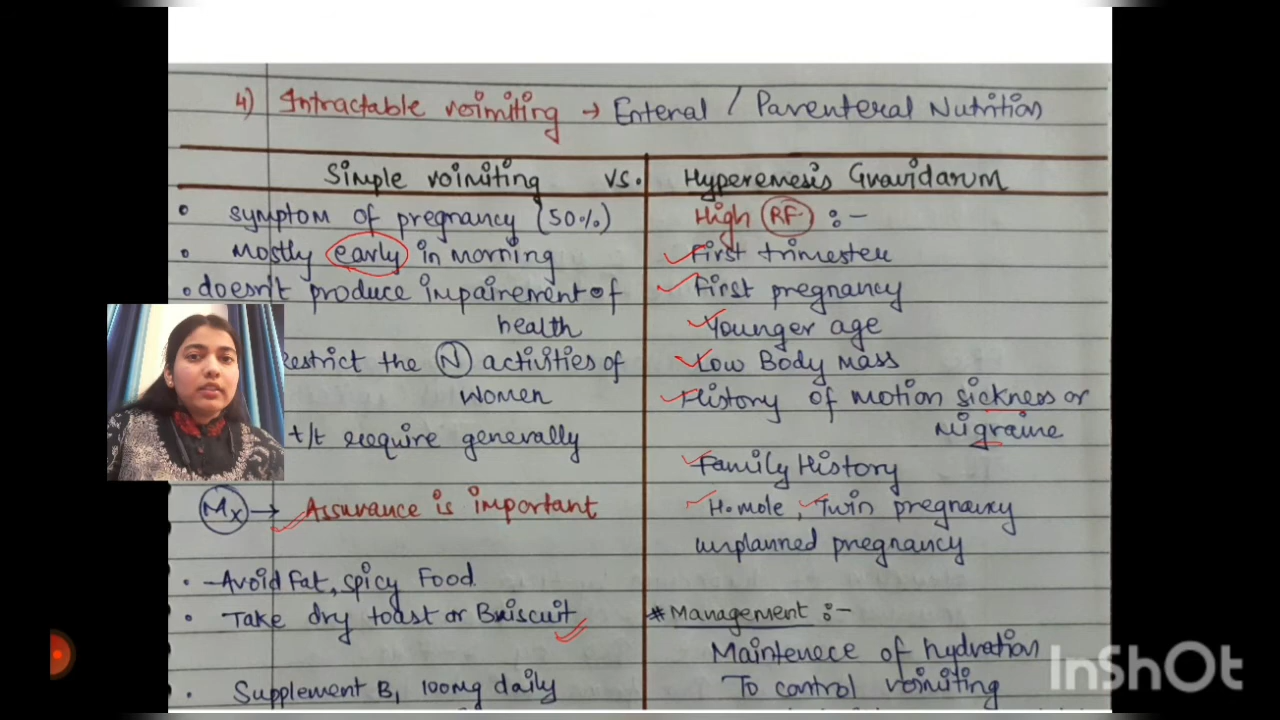 4) Intractable voimiting → Enteral / Parenteral Nutrition
Simple voimiting vs. Hyperemesis Gravidarum
• symptom of pregnancy (50%)
• Mostly early in morning
• doesn't produce impairement of
health
estrict the (N) activities of
women
t/t require generally
(Mx) → Assurance is important
• Avoid Fat, spicy Food
• Take dry toast or Briscuit
• Supplement B1 100mg daily
High (RF) :-
First trimester
First pregnancy
Younger age
Low Body Mass
History of motion sickness or
Migraine
Family History
H. mole, Twin pregnancy
unplanned pregnancy
* Management :-
Maintenece of hydration
To control voimiting
InShOt